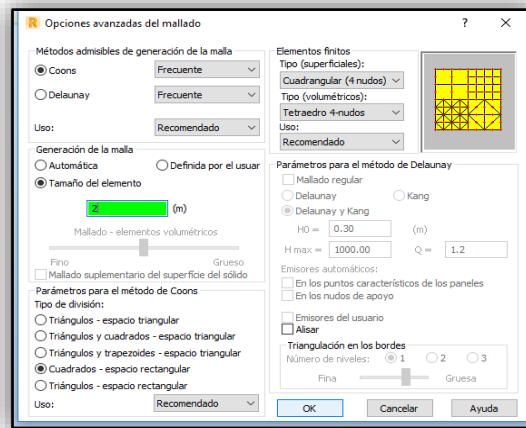 R Opciones avanzadas del mallado ? X
Métodos admisibles de generación de la malla
Coons Frecuente
Delaunay Frecuente
Uso: Recomendado
Generación de la malla
Automática Definida por el usuar
Tamaño del elemento
2 (m)
Mallado - elementos volumétricos
Fino Grueso
Mallado suplementario del superfície del sólido
Parámetros para el método de Coons
Tipo de división:
Triángulos - espacio triangular
Triángulos y cuadrados - espacio triangular
Triángulos y trapezoides - espacio triangular
Cuadrados - espacio rectangular
Triángulos - espacio rectangular
Uso: Recomendado
Elementos finitos
Tipo (superficiales):
Cuadrangular (4 nudos)
Tipo (volumétricos):
Tetraedro 4-nudos
Uso:
Recomendado
Parámetros para el método de Delaunay
Mallado regular
Delaunay Kang
Delaunay y Kang
H0 = 0.30 (m)
H max = 1000.00 Q = 1.2
Emisores automáticos:
En los puntos característicos de los paneles
En los nudos de apoyo
Emisores del usuario
Alisar
Triangulación en los bordes
Número de niveles: 1 2 3
Fina Gruesa
OK Cancelar Ayuda